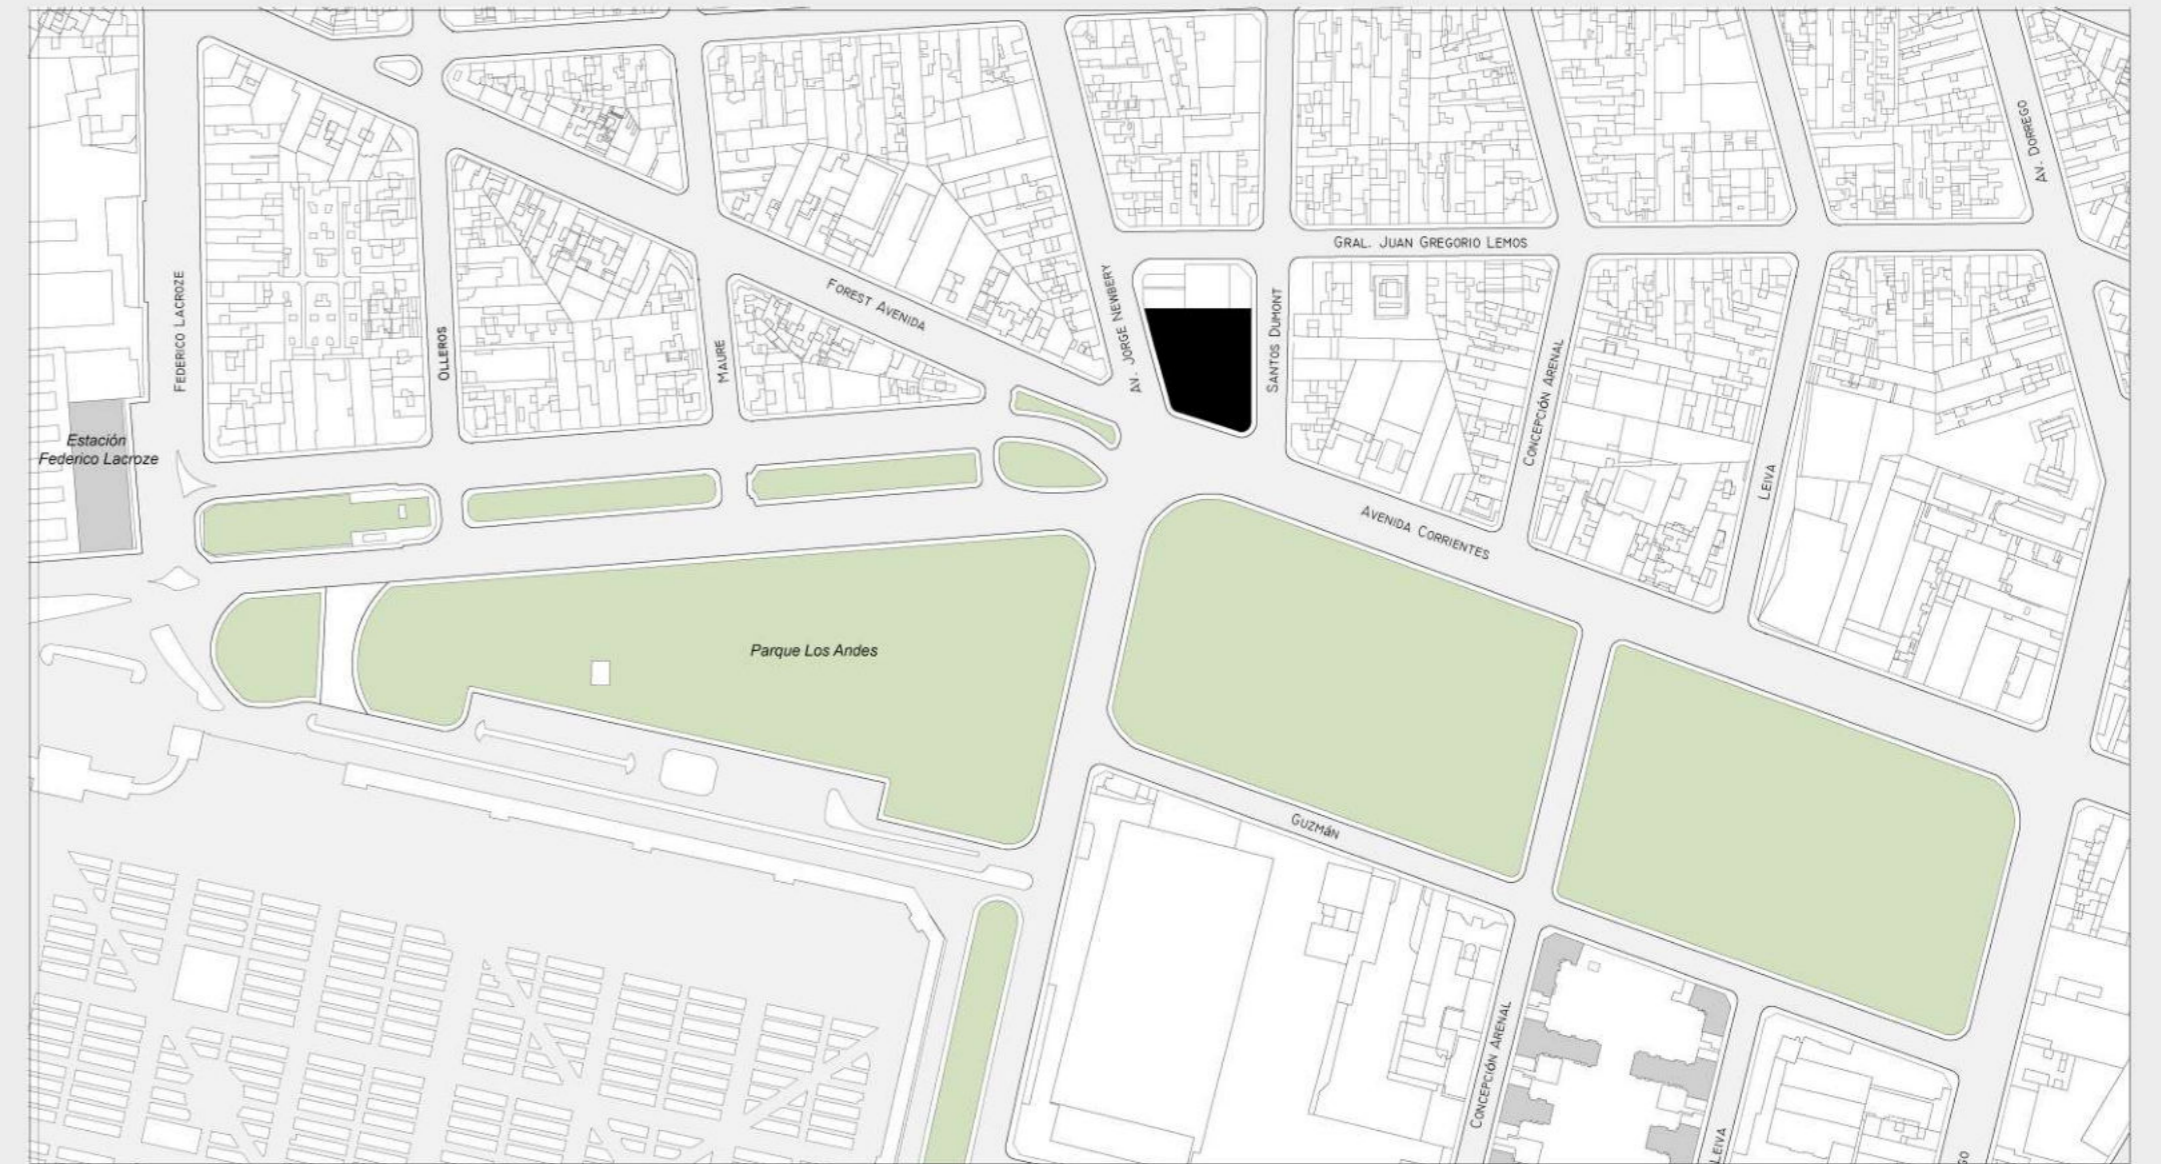 AV. DORREGO
GRAL. JUAN GREGORIO LEMOS
FEDERICO LACROZE
OLLEROS
MAURE
FOREST AVENIDA
AV. JORGE NEWBERY
SANTOS DUMONT
CONCEPCIÓN ARENAL
LEIVA
Estación
Federico Lacroze
AVENIDA CORRIENTES
Parque Los Andes
GUZMÁN
CONCEPCIÓN ARENAL
LEIVA
GO